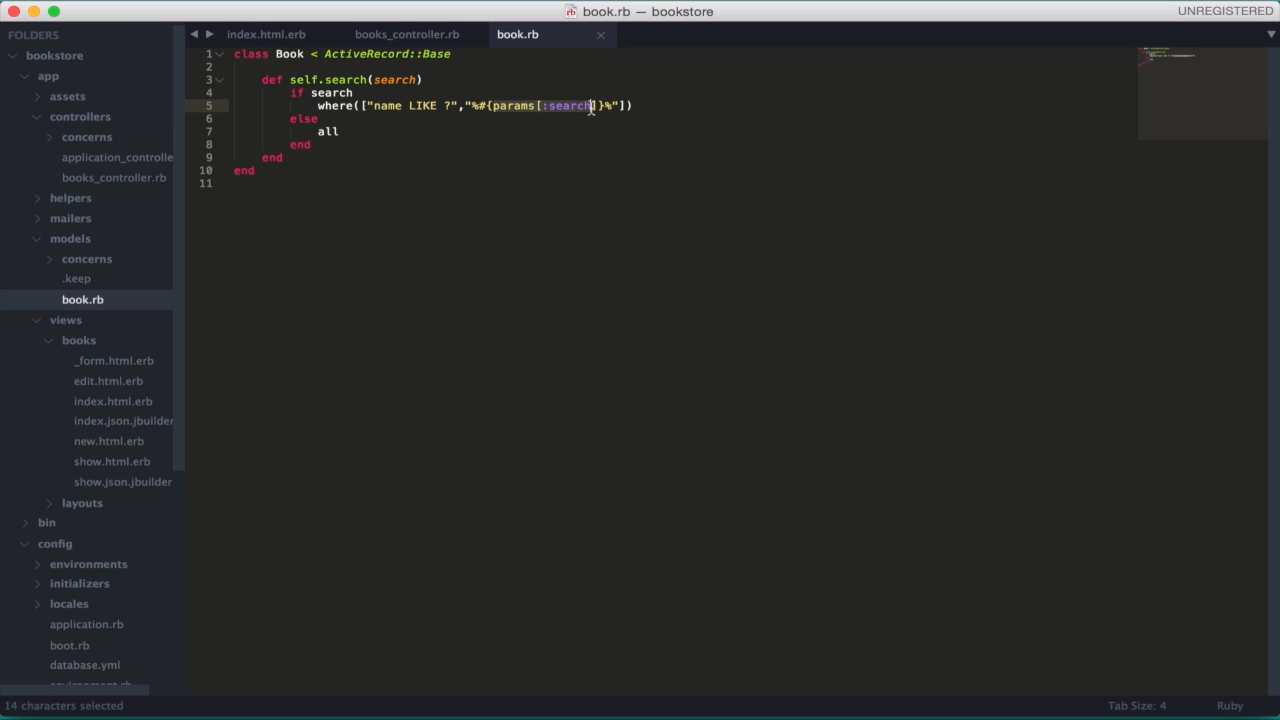 book.rb — bookstore
UNREGISTERED
FOLDERS
bookstore
app
assets
controllers
concerns
application_controlle
books_controller.rb
helpers
mailers
models
concerns
.keep
book.rb
views
books
_form.html.erb
edit.html.erb
index.html.erb
index.json.jbuilder
new.html.erb
show.html.erb
show.json.jbuilder
layouts
bin
config
environments
initializers
locales
application.rb
boot.rb
database.yml
environment.rb
index.html.erb books_controller.rb book.rb
1 class Book < ActiveRecord::Base
2
3 def self.search(search)
4 if search
5 where(["name LIKE ?","%#{params[:search]}%"])
6 else
7 all
8 end
9 end
10 end
11
14 characters selected
Tab Size: 4
Ruby